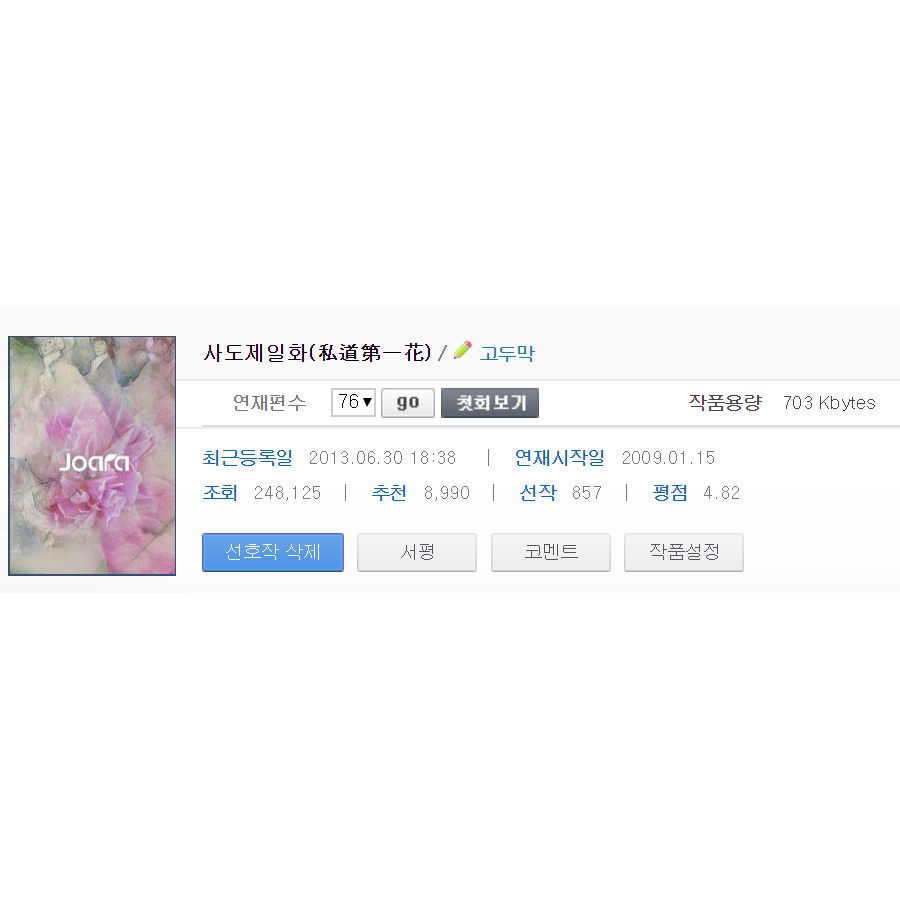 사도제일화(私道第一花) / 고두막
연재편수 76▼ go 첫회보기 작품용량 703 Kbytes
Joara
최근등록일 2013.06.30 18:38 | 연재시작일 2009.01.15
조회 248,125 | 추천 8,990 | 선작 857 | 평점 4.82
선호작 삭제 서평 코멘트 작품설정